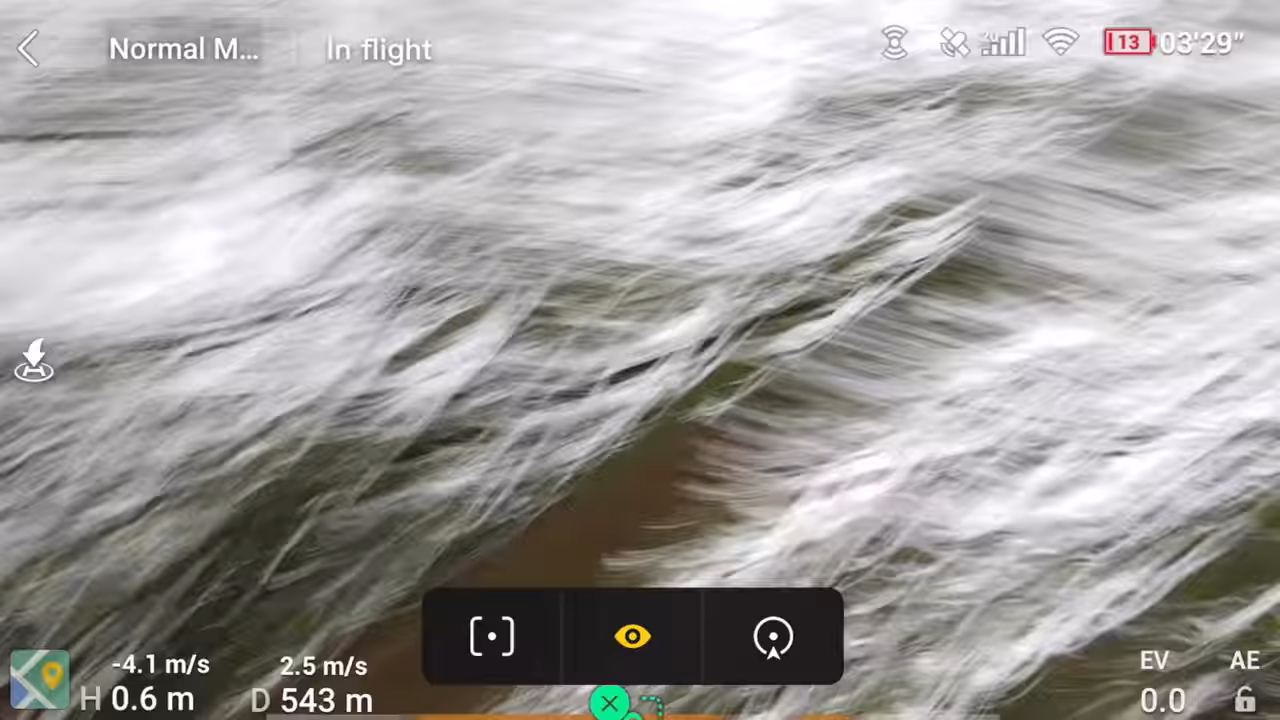 Normal M... In flight 13 03'29"
-4.1 m/s 2.5 m/s
H 0.6 m D 543 m
EV AE
0.0